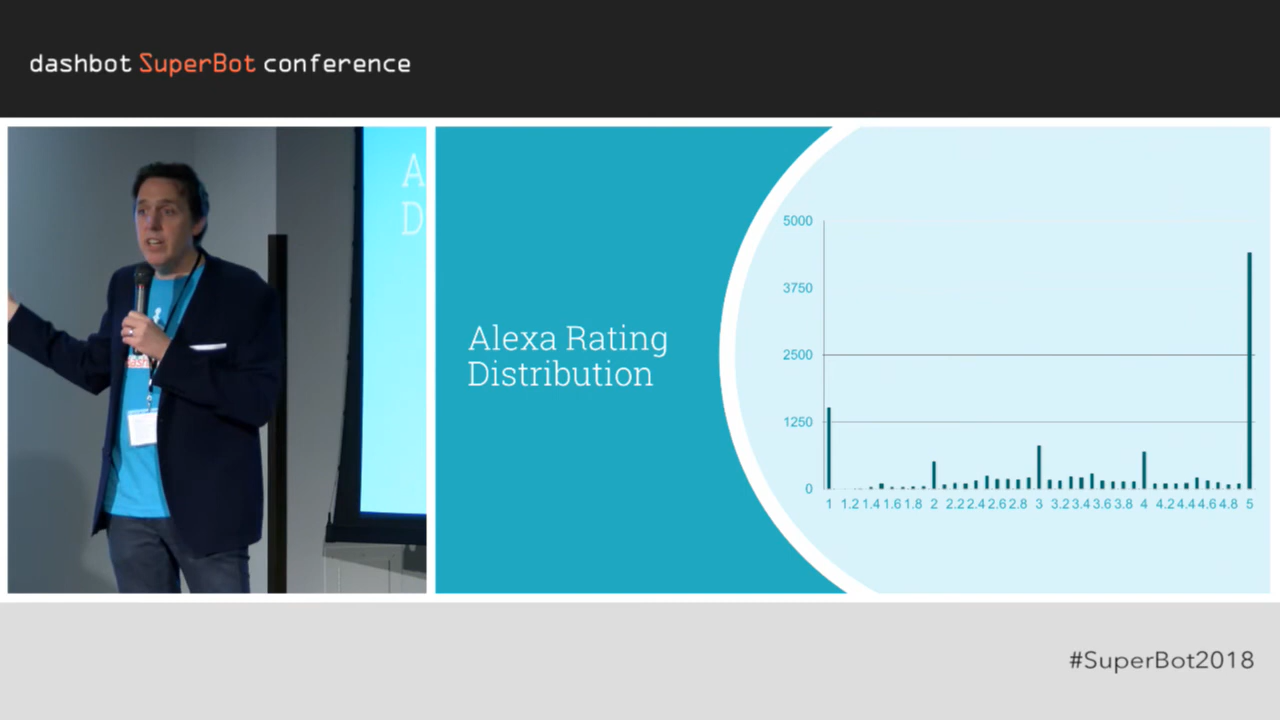 dashbot SuperBot conference
A
D
Alexa Rating
Distribution
5000
3750
2500
1250
0
1 1.2 1.4 1.6 1.8 2 2.2 2.4 2.6 2.8 3 3.2 3.4 3.6 3.8 4 4.2 4.4 4.6 4.8 5
#SuperBot2018